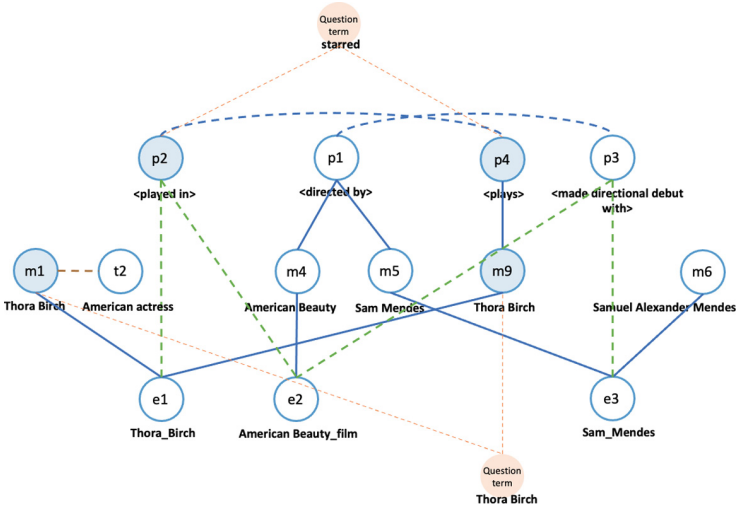 Question
term
starred
p2
p1
p4
p3
<played in>
<directed by>
<plays>
<made directional debut
with>
m1
t2
m4
m5
m9
m6
Thora Birch
American actress
American Beauty
Sam Mendes
Thora Birch
Samuel Alexander Mendes
e1
e2
e3
Thora_Birch
American Beauty_film
Sam_Mendes
Question
term
Thora Birch